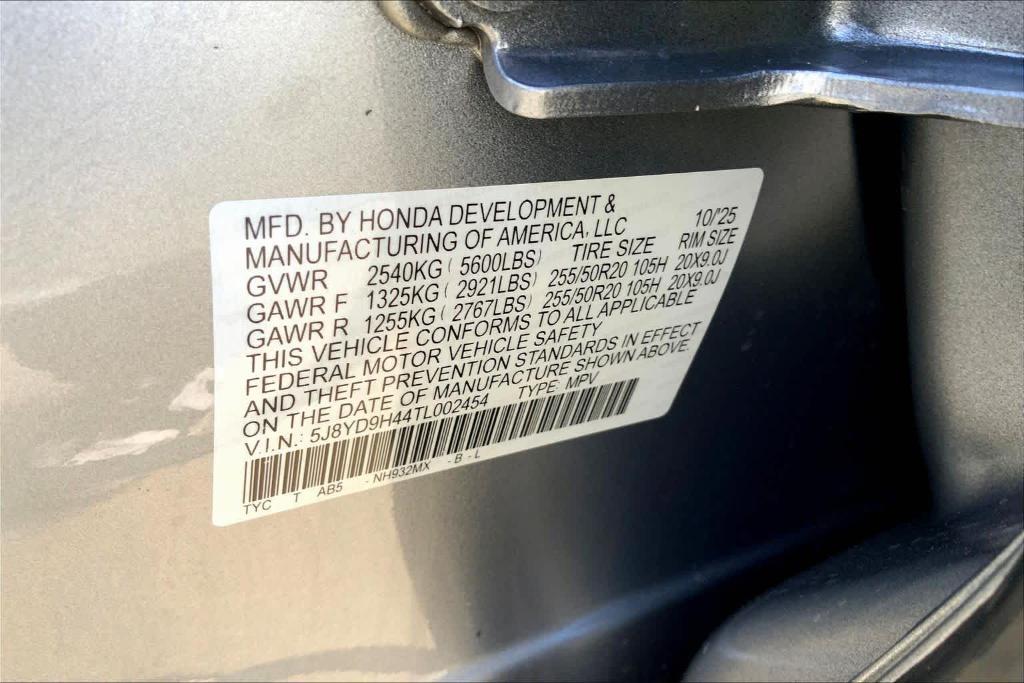 MFD. BY HONDA DEVELOPMENT &
MANUFACTURING OF AMERICA, LLC 10/'25
GVWR 2540KG ( 5600LBS) TIRE SIZE RIM SIZE
GAWR F 1325KG ( 2921LBS) 255/50R20 105H 20X9.0J
GAWR R 1255KG ( 2767LBS) 255/50R20 105H 20X9.0J
THIS VEHICLE CONFORMS TO ALL APPLICABLE
FEDERAL MOTOR VEHICLE SAFETY
AND THEFT PREVENTION STANDARDS IN EFFECT
ON THE DATE OF MANUFACTURE SHOWN ABOVE.
V.I.N.: 5J8YD9H44TL002454 TYPE: MPV
TYC T AB5 - NH932MX - B - L